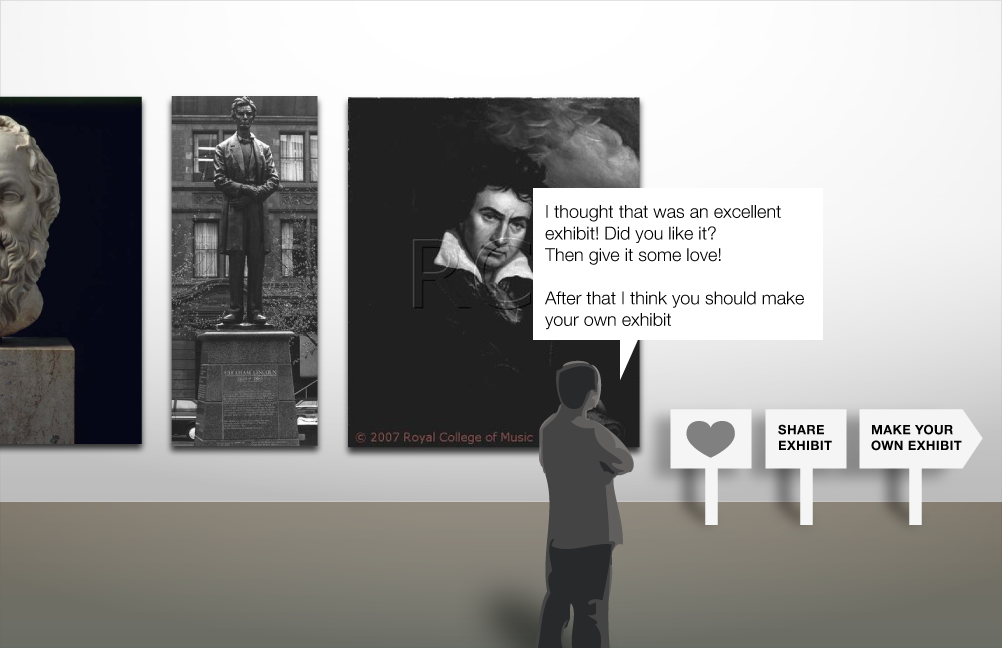 I thought that was an excellent
exhibit! Did you like it?
Then give it some love!
After that I think you should make
your own exhibit
ABRAHAM LINCOLN
© 2007 Royal College of Music
SHARE
EXHIBIT
MAKE YOUR
OWN EXHIBIT